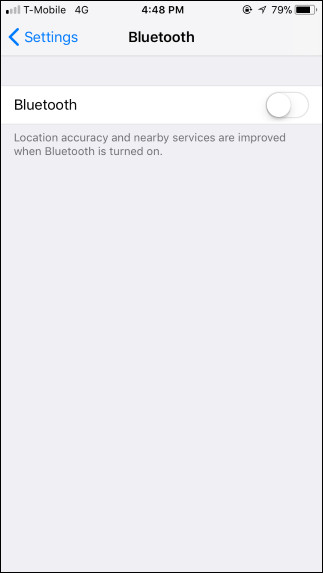 T-Mobile 4G 4:48 PM 79%
Settings Bluetooth
Bluetooth
Location accuracy and nearby services are improved
when Bluetooth is turned on.